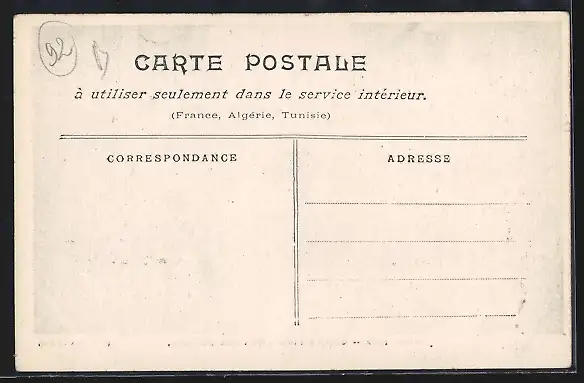 92
CARTE POSTALE
à utiliser seulement dans le service intérieur.
(France, Algérie, Tunisie)
CORRESPONDANCE
ADRESSE